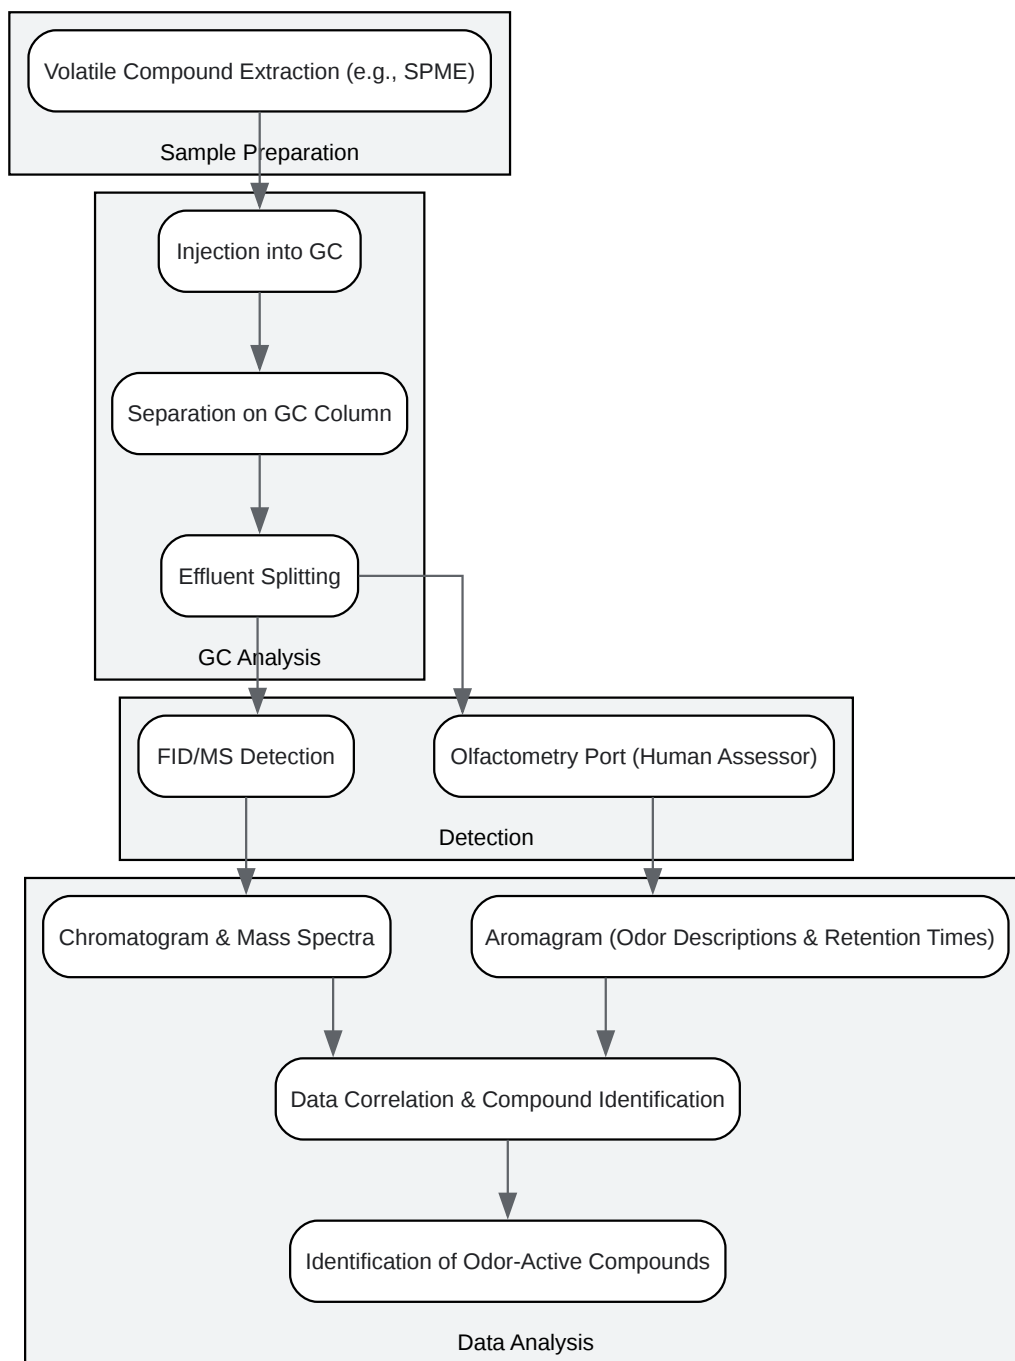 Volatile Compound Extraction (e.g., SPME)
Sample Preparation
Injection into GC
Separation on GC Column
Effluent Splitting
GC Analysis
FID/MS Detection
Olfactometry Port (Human Assessor)
Detection
Chromatogram & Mass Spectra
Aromagram (Odor Descriptions & Retention Times)
Data Correlation & Compound Identification
Identification of Odor-Active Compounds
Data Analysis